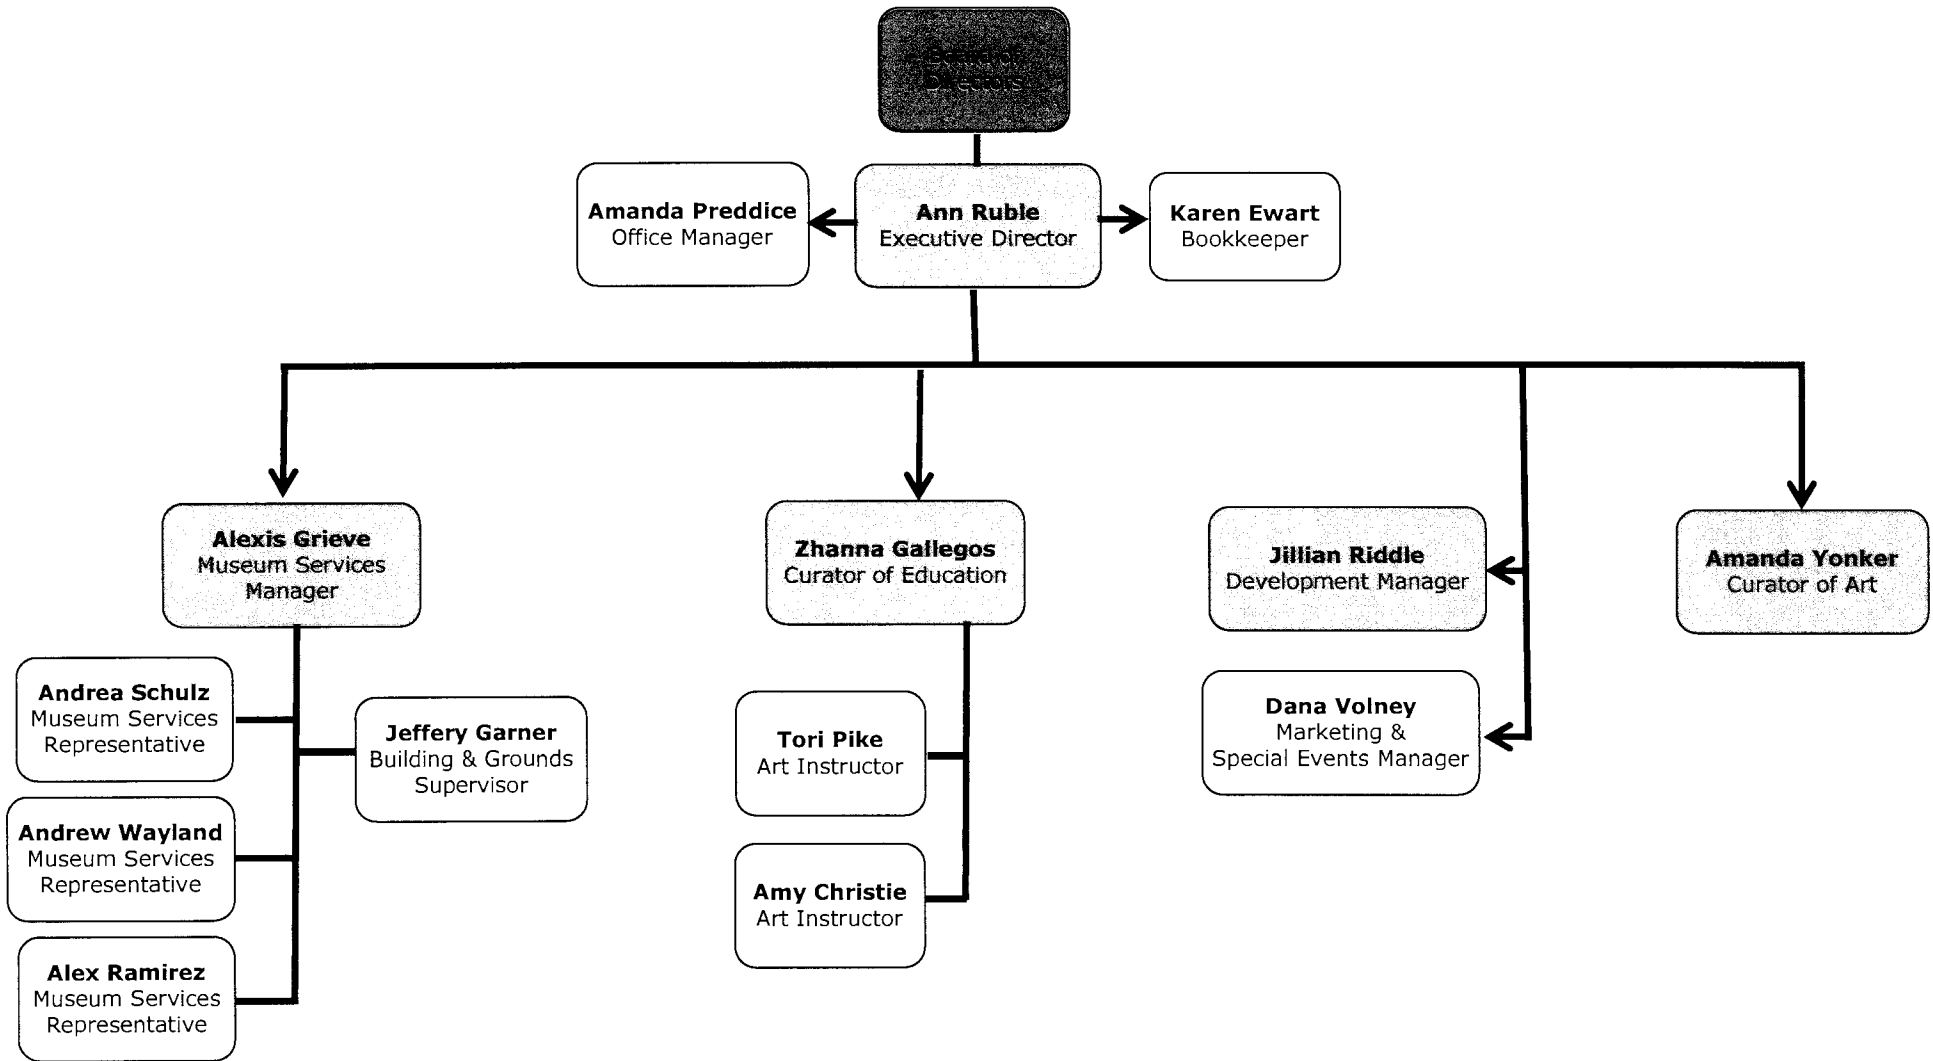 Board of
Directors
Amanda Preddice
Office Manager
Ann Ruble
Executive Director
Karen Ewart
Bookkeeper
Alexis Grieve
Museum Services
Manager
Zhanna Gallegos
Curator of Education
Jillian Riddle
Development Manager
Amanda Yonker
Curator of Art
Andrea Schulz
Museum Services
Representative
Jeffery Garner
Building & Grounds
Supervisor
Andrew Wayland
Museum Services
Representative
Alex Ramirez
Museum Services
Representative
Tori Pike
Art Instructor
Amy Christie
Art Instructor
Dana Volney
Marketing &
Special Events Manager